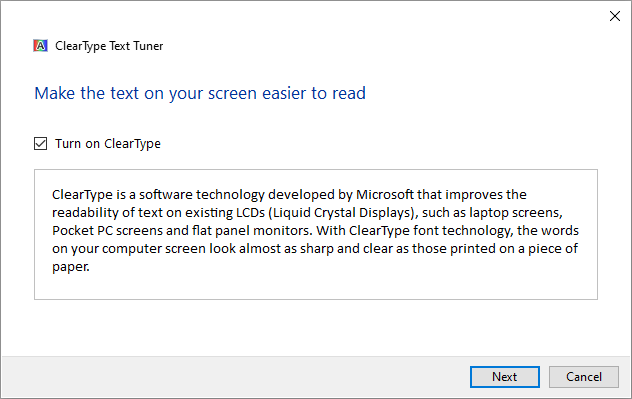 ClearType Text Tuner
Make the text on your screen easier to read
Turn on ClearType
ClearType is a software technology developed by Microsoft that improves the
readability of text on existing LCDs (Liquid Crystal Displays), such as laptop screens,
Pocket PC screens and flat panel monitors. With ClearType font technology, the words
on your computer screen look almost as sharp and clear as those printed on a piece of
paper.
Next
Cancel